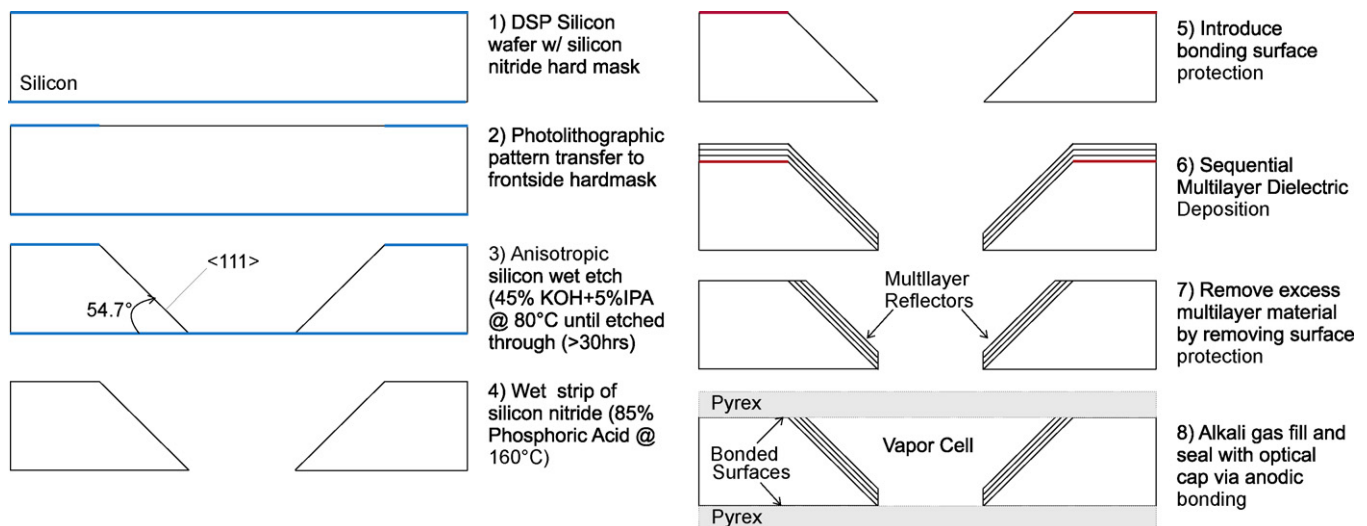 Silicon
1) DSP Silicon
wafer w/ silicon
nitride hard mask
2) Photolithographic
pattern transfer to
frontside hardmask
<111>
54.7°
3) Anisotropic
silicon wet etch
(45% KOH+5%IPA
@ 80°C until etched
through (>30hrs)
4) Wet strip of
silicon nitride (85%
Phosphoric Acid @
160°C)
5) Introduce
bonding surface
protection
6) Sequential
Multilayer Dielectric
Deposition
Multilayer
Reflectors
7) Remove excess
multilayer material
by removing surface
protection
Pyrex
Bonded
Surfaces
Vapor Cell
Pyrex
8) Alkali gas fill and
seal with optical
cap via anodic
bonding